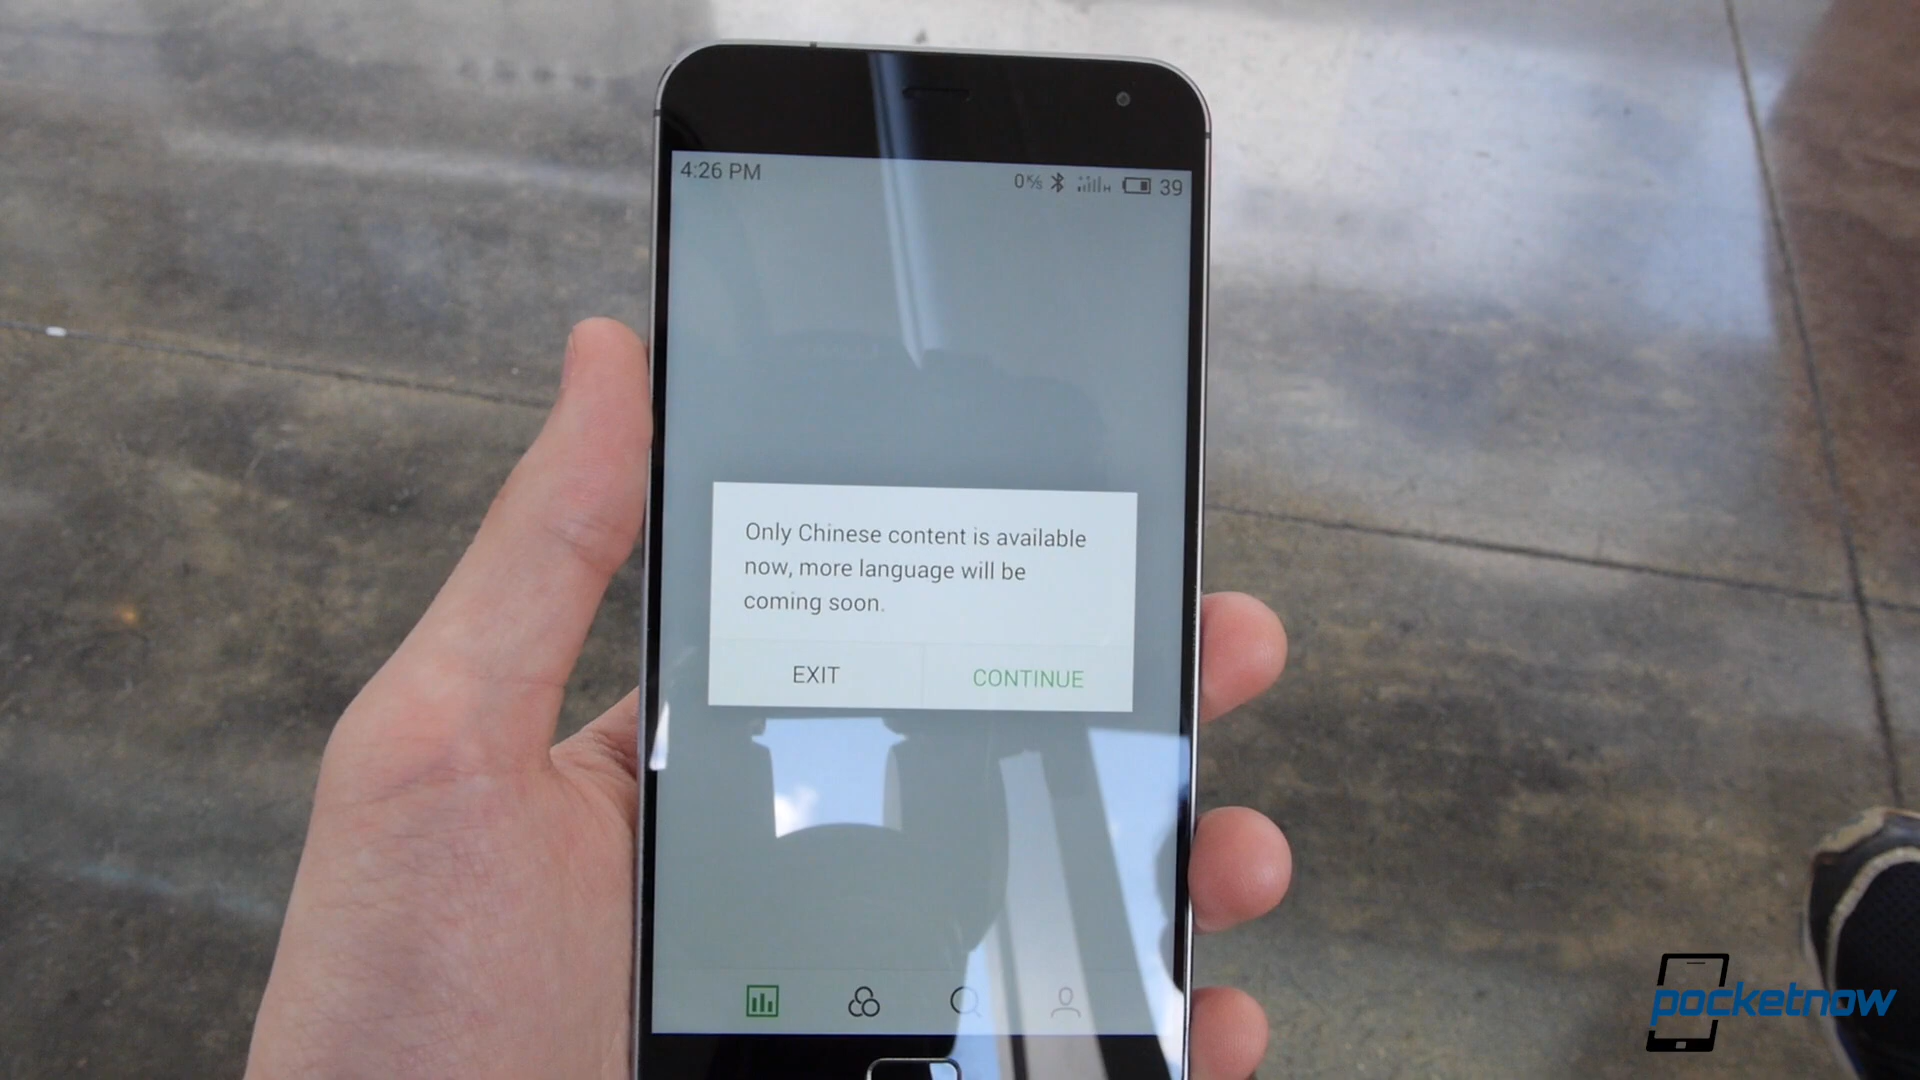 4:26 PM
0K/s 39
Only Chinese content is available
now, more language will be
coming soon.
EXIT
CONTINUE
pocketnow